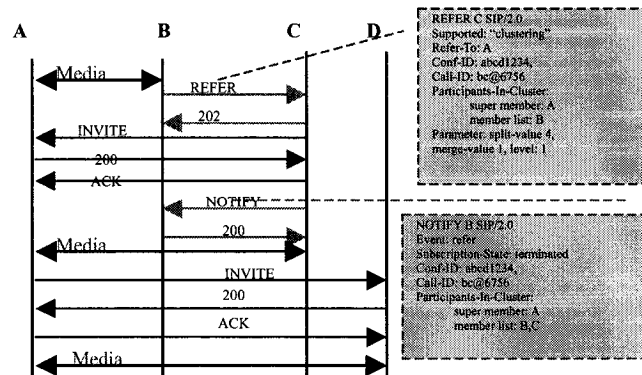 A B C D
Media
REFER
202
INVITE
200
ACK
NOTIFY
200
Media
INVITE
200
ACK
Media
REFER C SIP/2.0
Supported: “clustering”
Refer-To: A
Conf-ID: abcd1234,
Call-ID: bc@6756
Participants-In-Cluster:
super member: A
member list: B
Parameter: split-value 4,
merge-value 1, level: 1
NOTIFY B SIP/2.0
Event: refer
Subscription-State: terminated
Conf-ID: abcd1234,
Call-ID: bc@6756
Participants-In-Cluster:
super member: A
member list: B,C